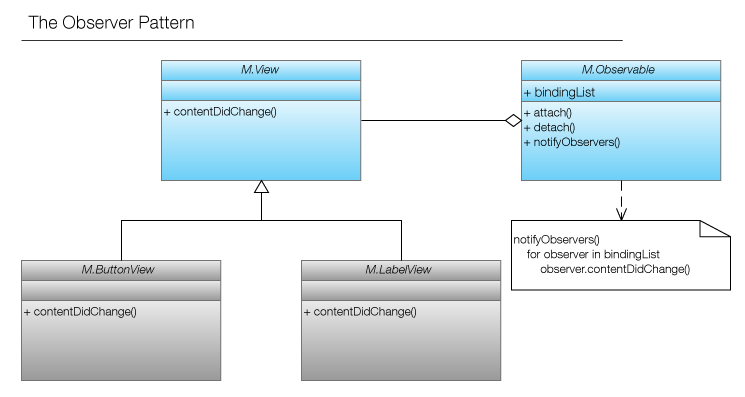 The Observer Pattern
M.View
+ contentDidChange()
M.Observable
+ bindingList
+ attach()
+ detach()
+ notifyObservers()
notifyObservers()
for observer in bindingList
observer.contentDidChange()
M.ButtonView
+ contentDidChange()
M.LabelView
+ contentDidChange()